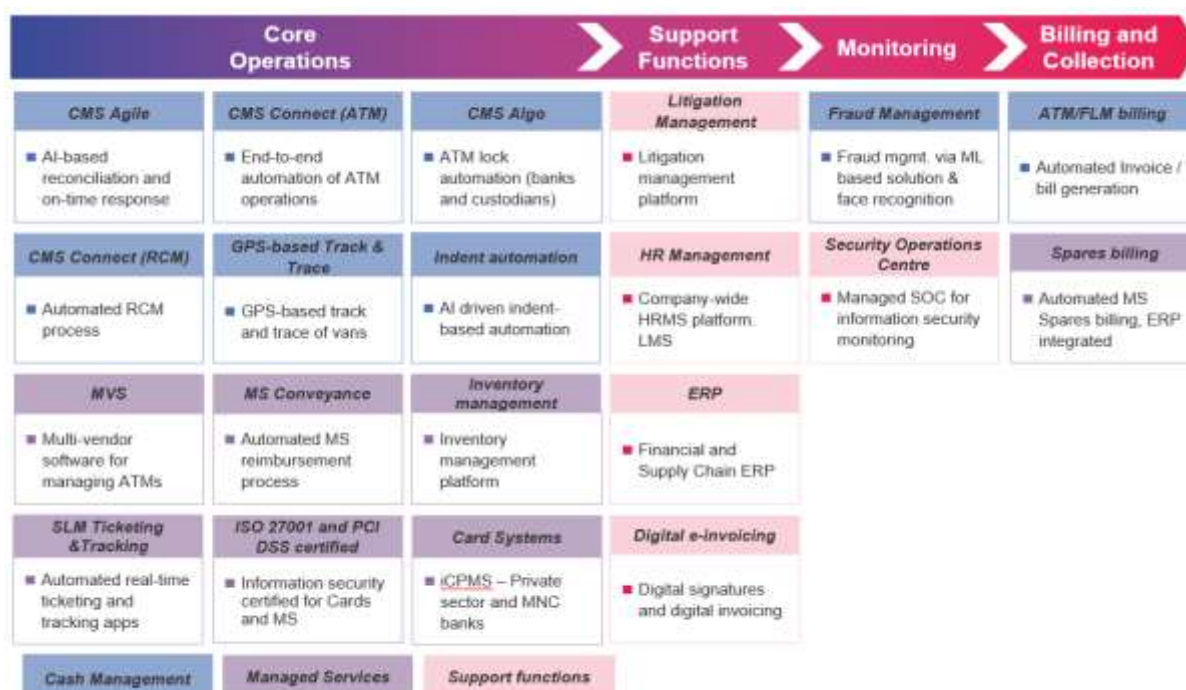 Core
Operations
Support
Functions
Monitoring
Billing and
Collection
CMS Agile
AI-based
reconciliation and
on-time response
CMS Connect (ATM)
End-to-end
automation of ATM
operations
CMS Algo
ATM lock
automation (banks
and custodians)
Litigation
Management
Litigation
management
platform
Fraud Management
Fraud mgmt. via ML
based solution &
face recognition
ATM/FLM billing
Automated Invoice /
bill generation
CMS Connect (RCM)
Automated RCM
process
GPS-based Track &
Trace
GPS-based track
and trace of vans
Indent automation
AI driven indent-
based automation
HR Management
Company-wide
HRMS platform.
LMS
Security Operations
Centre
Managed SOC for
information security
monitoring
Spares billing
Automated MS
Spares billing, ERP
integrated
MVS
Multi-vendor
software for
managing ATMs
MS Conveyance
Automated MS
reimbursement
process
Inventory
management
Inventory
management
platform
ERP
Financial and
Supply Chain ERP
SLM Ticketing
&Tracking
Automated real-time
ticketing and
tracking apps
ISO 27001 and PCI
DSS certified
Information security
certified for Cards
and MS
Card Systems
iCPMS – Private
sector and MNC
banks
Digital e-invoicing
Digital signatures
and digital invoicing
Cash Management
Managed Services
Support functions